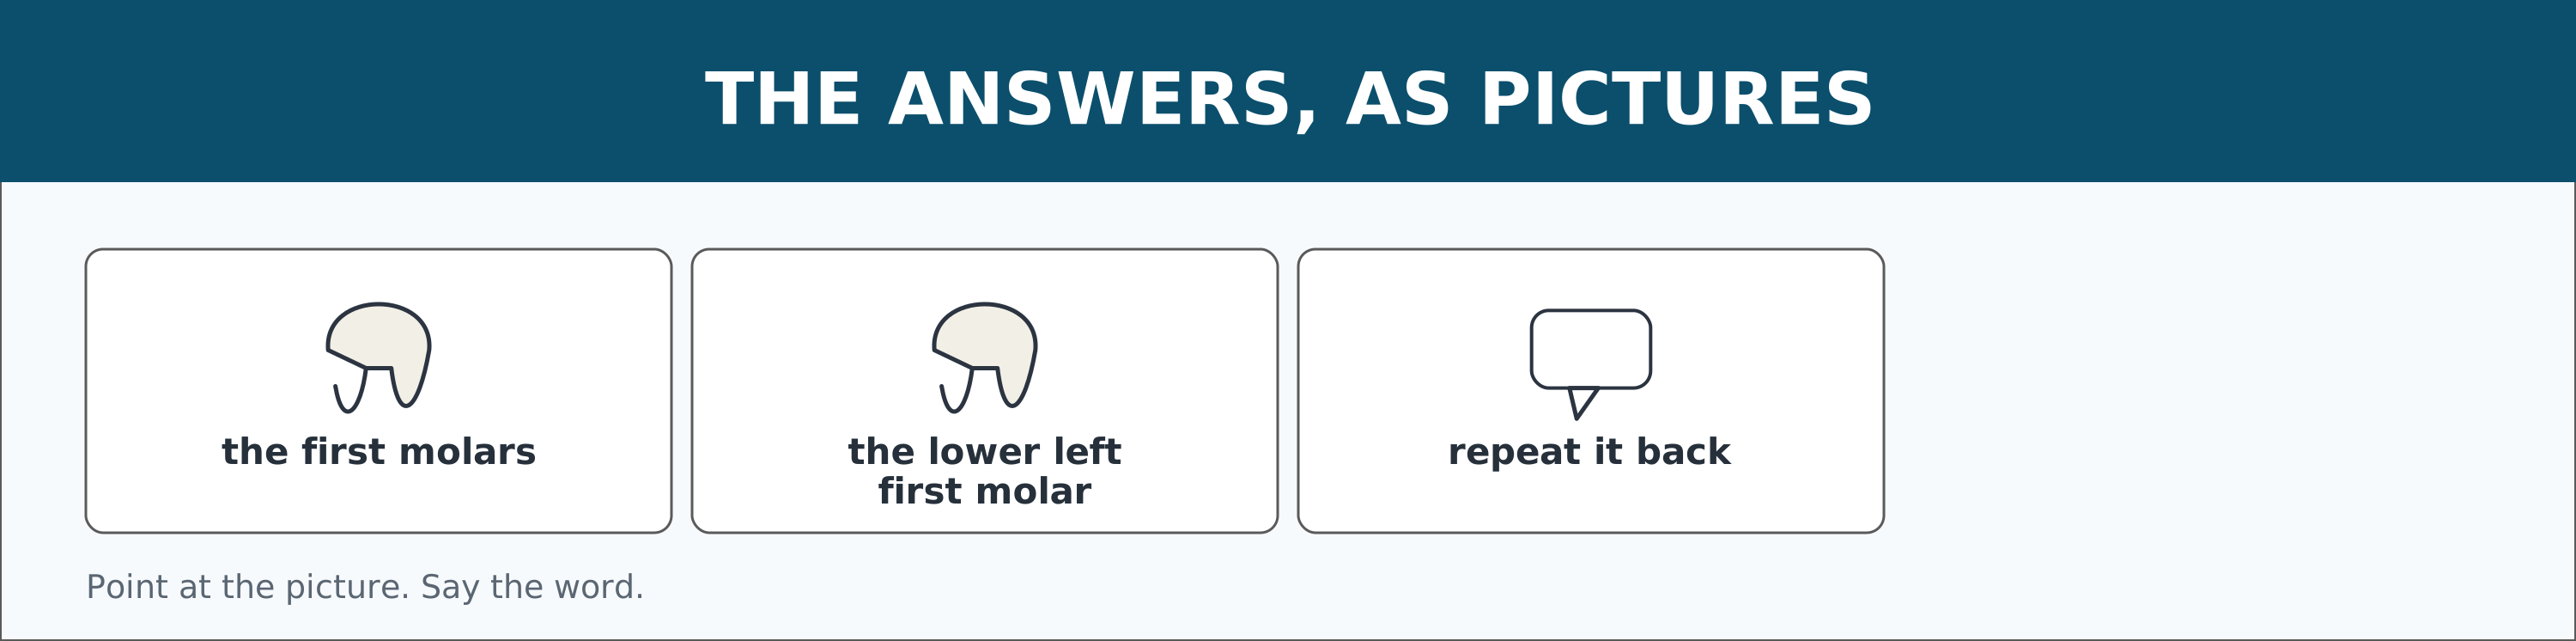 THE ANSWERS, AS PICTURES
the first molars
the lower left
first molar
repeat it back
Point at the picture. Say the word.